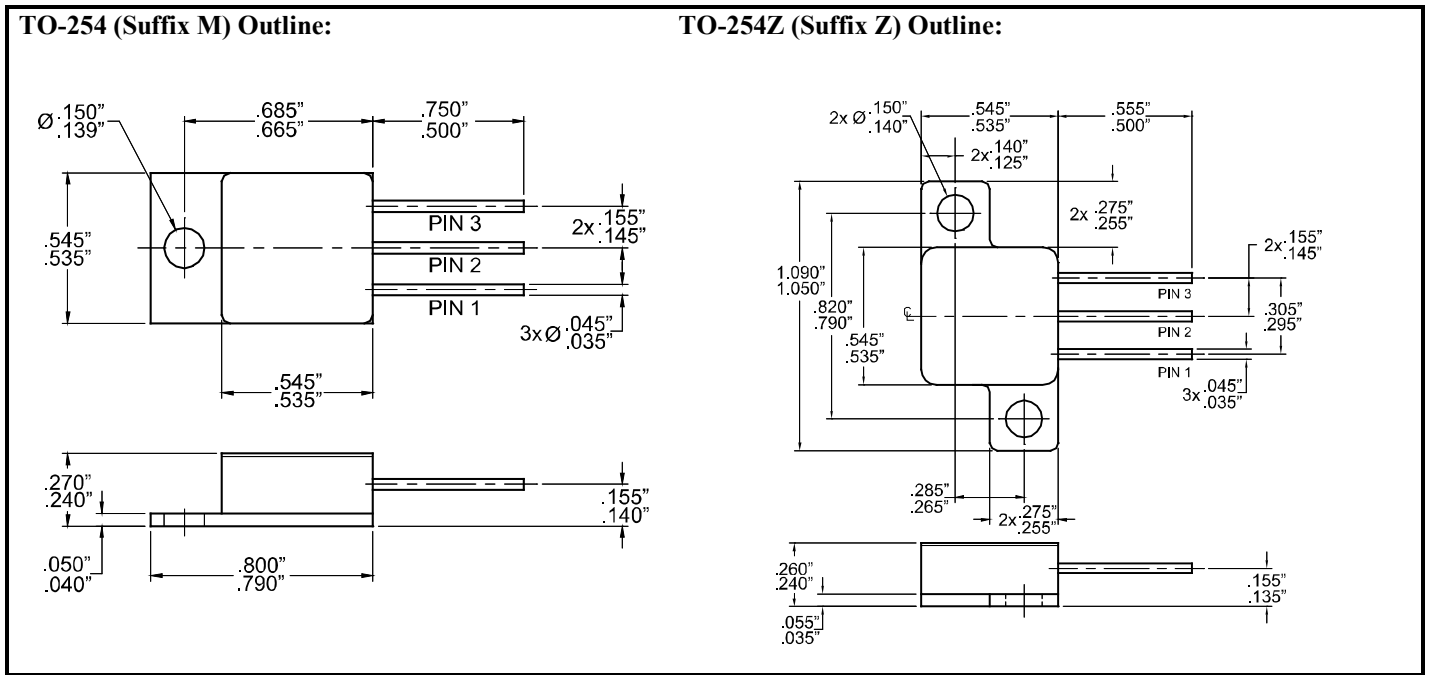 TO-254 (Suffix M) Outline:
Ø .150”
.139”
.685”
.665”
.750”
.500”
.545”
.535”
PIN 3
PIN 2
PIN 1
2x .155”
.145”
3x Ø .045”
.035”
.545”
.535”
.270”
.240”
.050”
.040”
.800”
.790”
.155”
.140”
TO-254Z (Suffix Z) Outline:
2x Ø .150”
.140”
.545”
.535”
.555”
.500”
2x .140”
.125”
2x .275”
.255”
2x .155”
.145”
1.090”
1.050”
.820”
.790”
.545”
.535”
CL
PIN 3
PIN 2
PIN 1
.305”
.295”
3x .045”
.035”
.285”
.265”
2x .275”
.255”
.260”
.240”
.055”
.035”
.155”
.135”